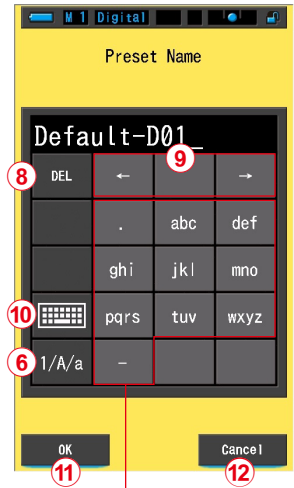 M 1 Digital
Preset Name
Default-D01_
9
8 DEL ← →
. abc def
ghi jkl mno
10 pqrs tuv wxyz
6 1/A/a –
OK Cancel
11 12